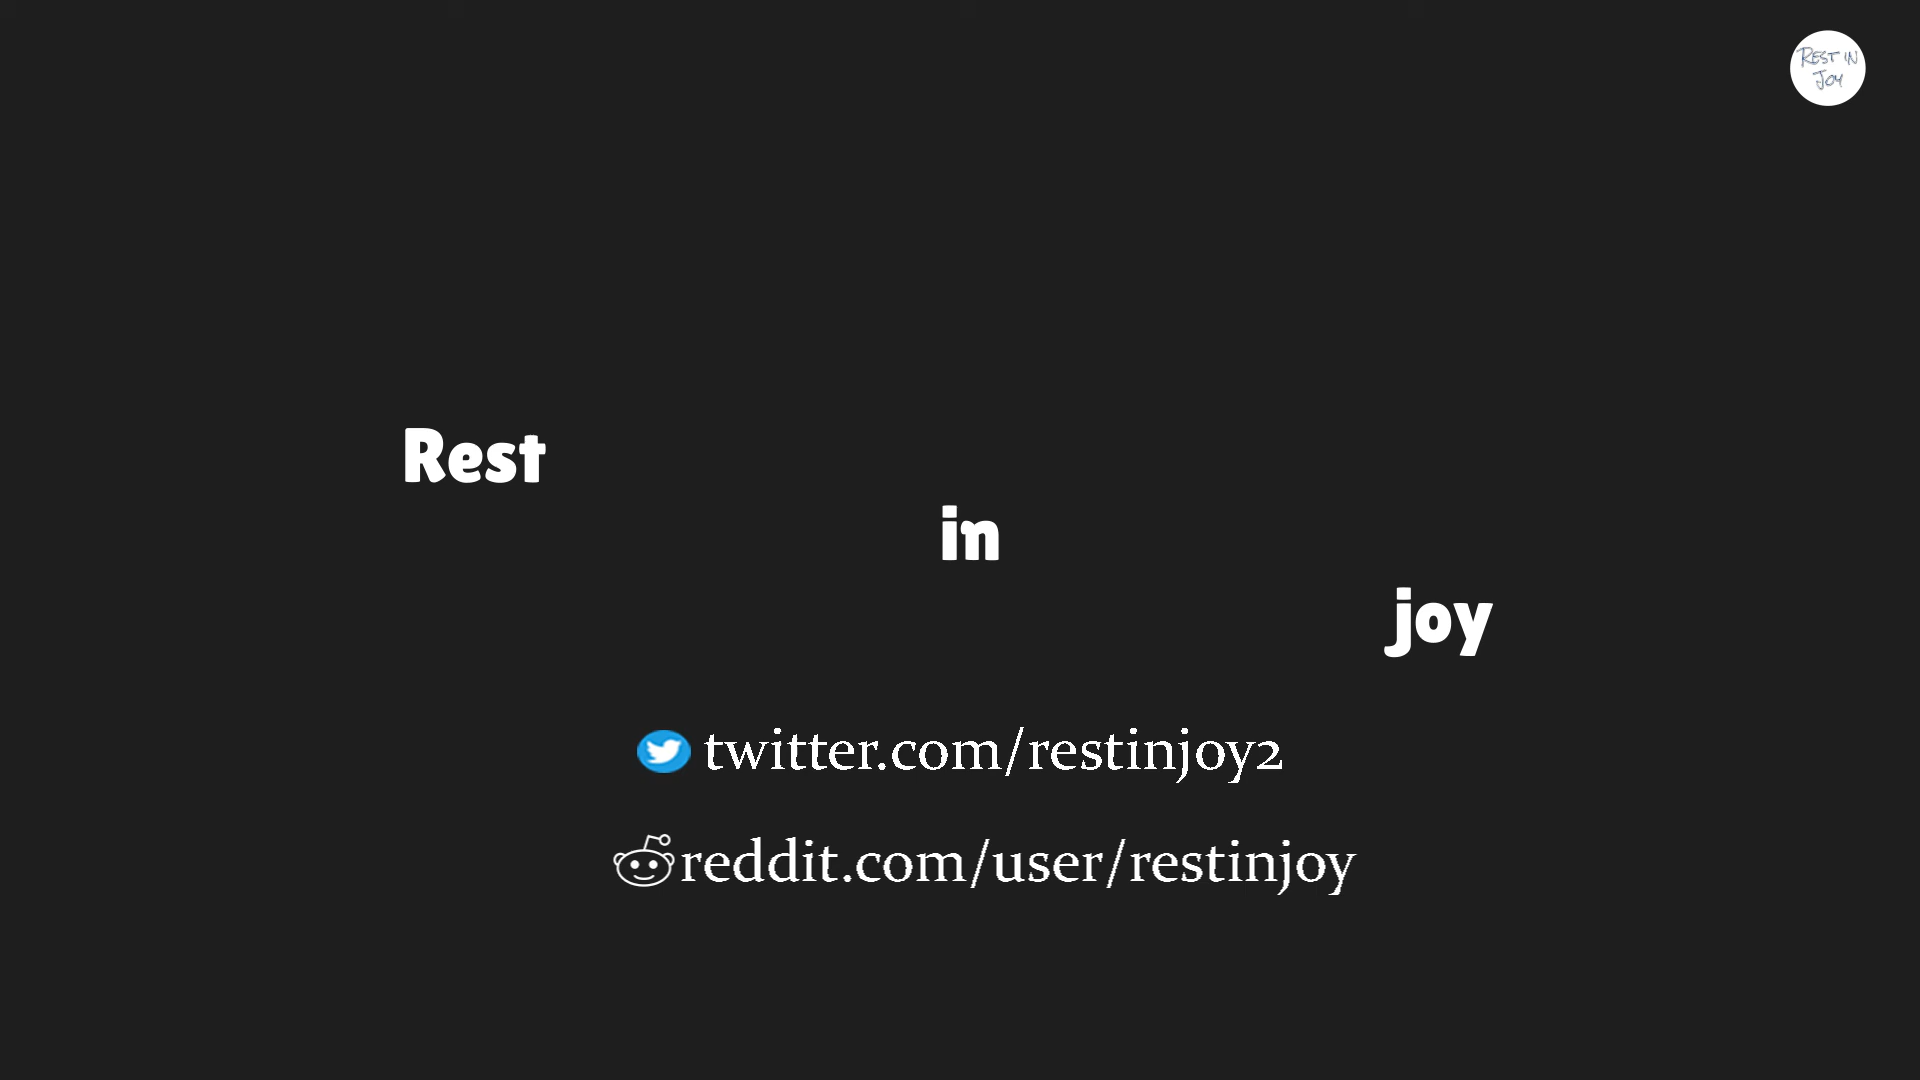 REST IN
JOY
Rest
in
joy
twitter.com/restinjoy2
reddit.com/user/restinjoy